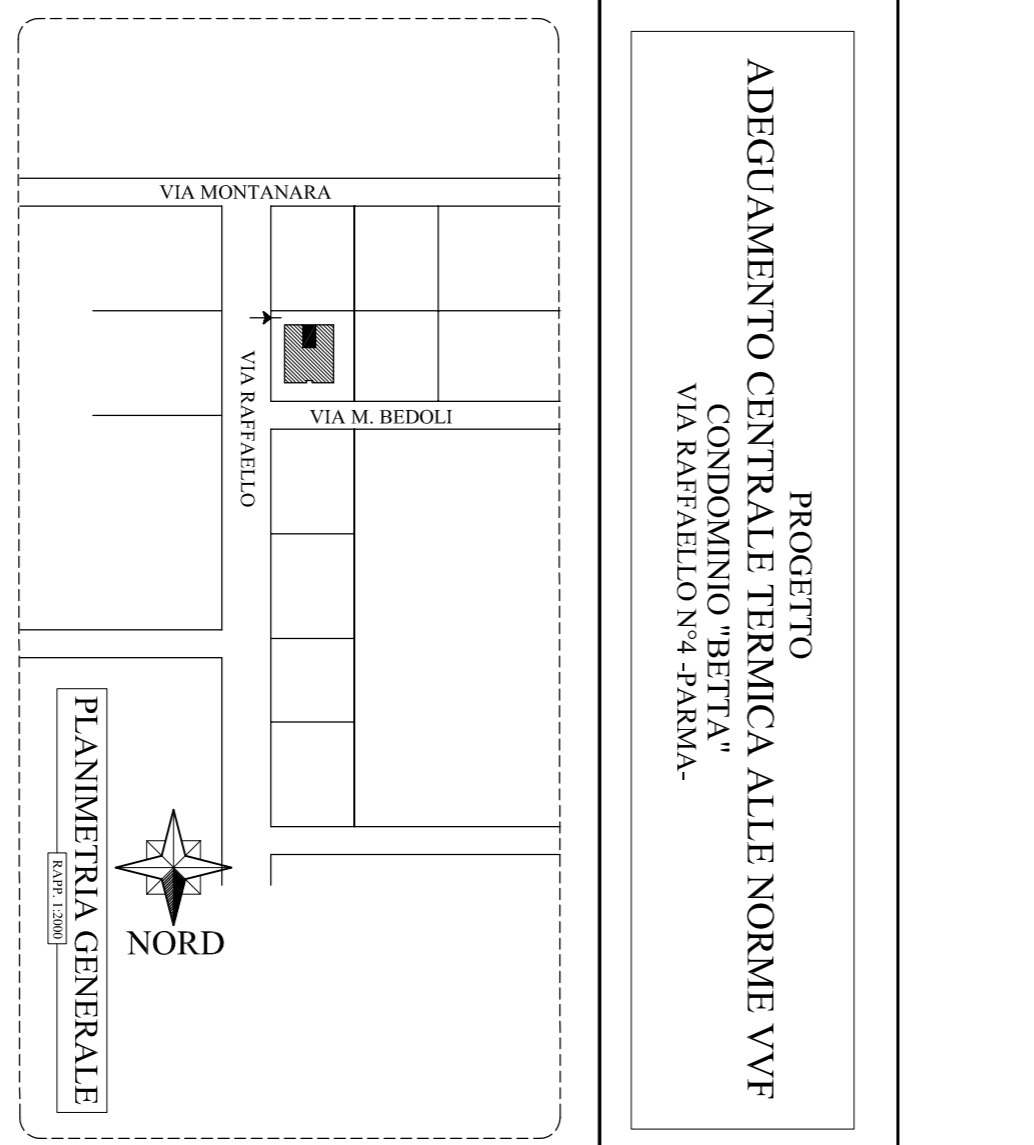 VIA MONTANARA
VIA RAFFAELLO
VIA M. BEDOLI
NORD
PLANIMETRIA GENERALE
RAPP. 1:2000
PROGETTO
ADEGUAMENTO CENTRALE TERMICA ALLE NORME VVF
CONDOMINIO "BETTA"
VIA RAFFAELLO N°4 -PARMA-